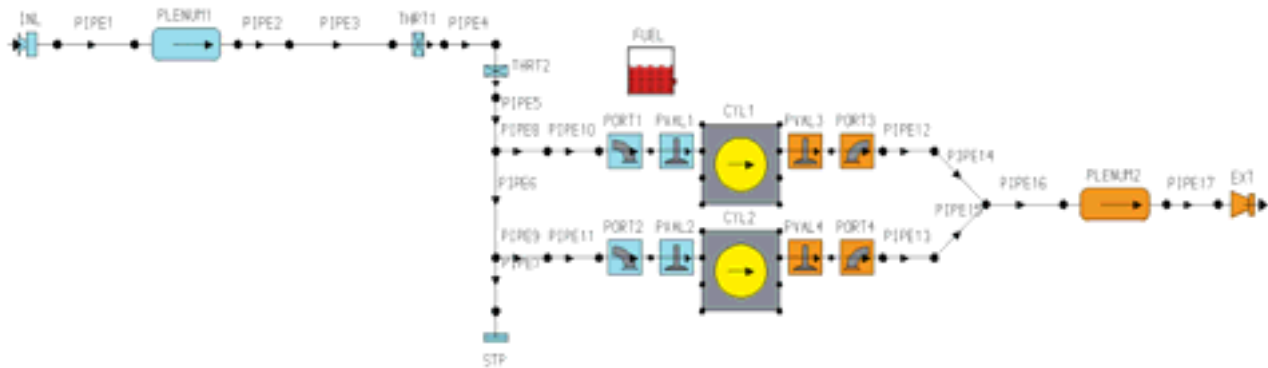 INL PIPE1 PLENUM1 PIPE2 PIPE3 THRT1 PIPE4
FUEL
THRT2
PIPE5
CYL1
PIPE8 PIPE10 PORT1 PVAL1 PVAL3 PORT3 PIPE12
PIPE14
PIPE6 PIPE16 PLENUM2 PIPE17 EXT
PIPE15
CYL2
PIPE9 PIPE11 PORT2 PVAL2 PVAL4 PORT4 PIPE13
PIPE7
STP